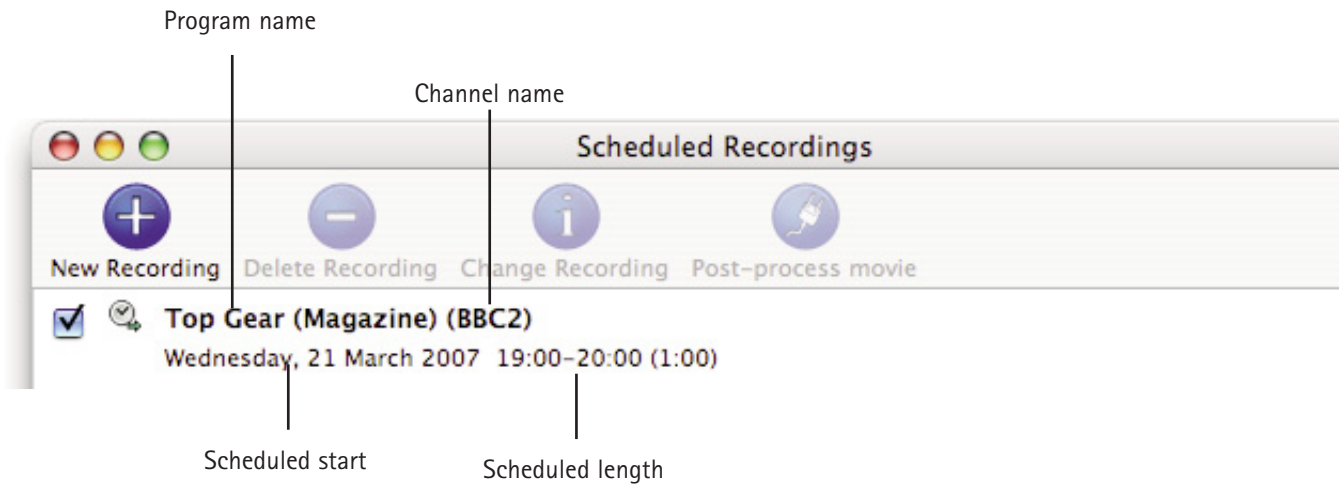 Program name
Channel name
Scheduled Recordings
New Recording Delete Recording Change Recording Post-process movie
Top Gear (Magazine) (BBC2)
Wednesday, 21 March 2007 19:00–20:00 (1:00)
Scheduled start
Scheduled length